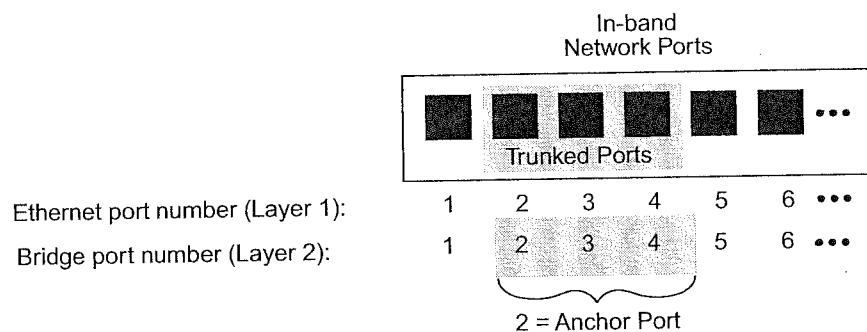 In-band
Network Ports
•••
Trunked Ports
Ethernet port number (Layer 1): 1 2 3 4 5 6 •••
Bridge port number (Layer 2): 1 2 3 4 5 6 •••
2 = Anchor Port